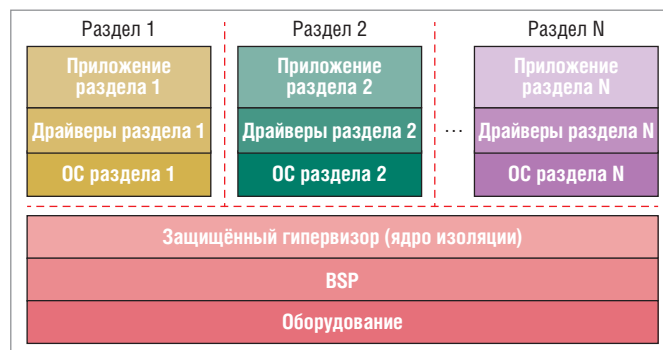 Раздел 1
Раздел 2
Раздел N
Приложение
раздела 1
Приложение
раздела 2
Приложение
раздела N
Драйверы раздела 1
Драйверы раздела 2
...
Драйверы раздела N
ОС раздела 1
ОС раздела 2
ОС раздела N
Защищённый гипервизор (ядро изоляции)
BSP
Оборудование